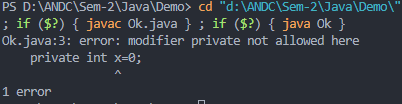 PS D:\ANDC\Sem-2\Java\Demo> cd "d:\ANDC\Sem-2\Java\Demo\"
; if ($?) { javac Ok.java } ; if ($?) { java Ok }
Ok.java:3: error: modifier private not allowed here
    private int x=0;
                ^
1 error